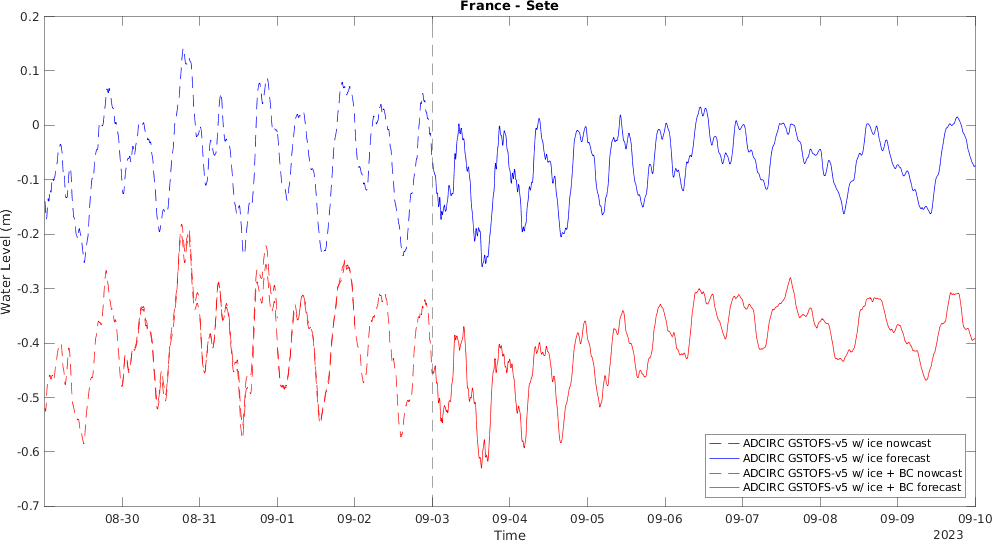 France - Sete
0.2
0.1
0
-0.1
-0.2
-0.3
-0.4
-0.5
-0.6
-0.7
Water Level (m)
ADCIRC GSTOFS-v5 w/ ice nowcast
ADCIRC GSTOFS-v5 w/ ice forecast
ADCIRC GSTOFS-v5 w/ ice + BC nowcast
ADCIRC GSTOFS-v5 w/ ice + BC forecast
08-30 08-31 09-01 09-02 09-03 09-04 09-05 09-06 09-07 09-08 09-09 09-10
Time 2023